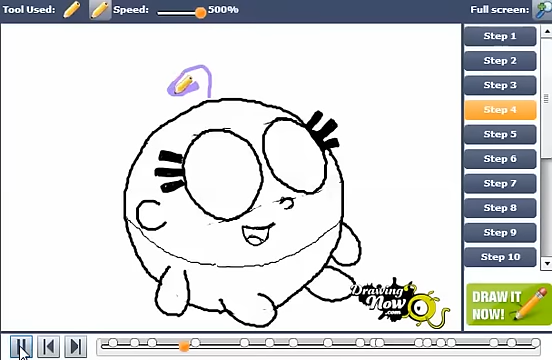 Tool Used: Speed: 500% Full screen:
Step 1
Step 2
Step 3
Step 4
Step 5
Step 6
Step 7
Step 8
Step 9
Step 10
Drawing
Now
.com
DRAW IT
NOW!